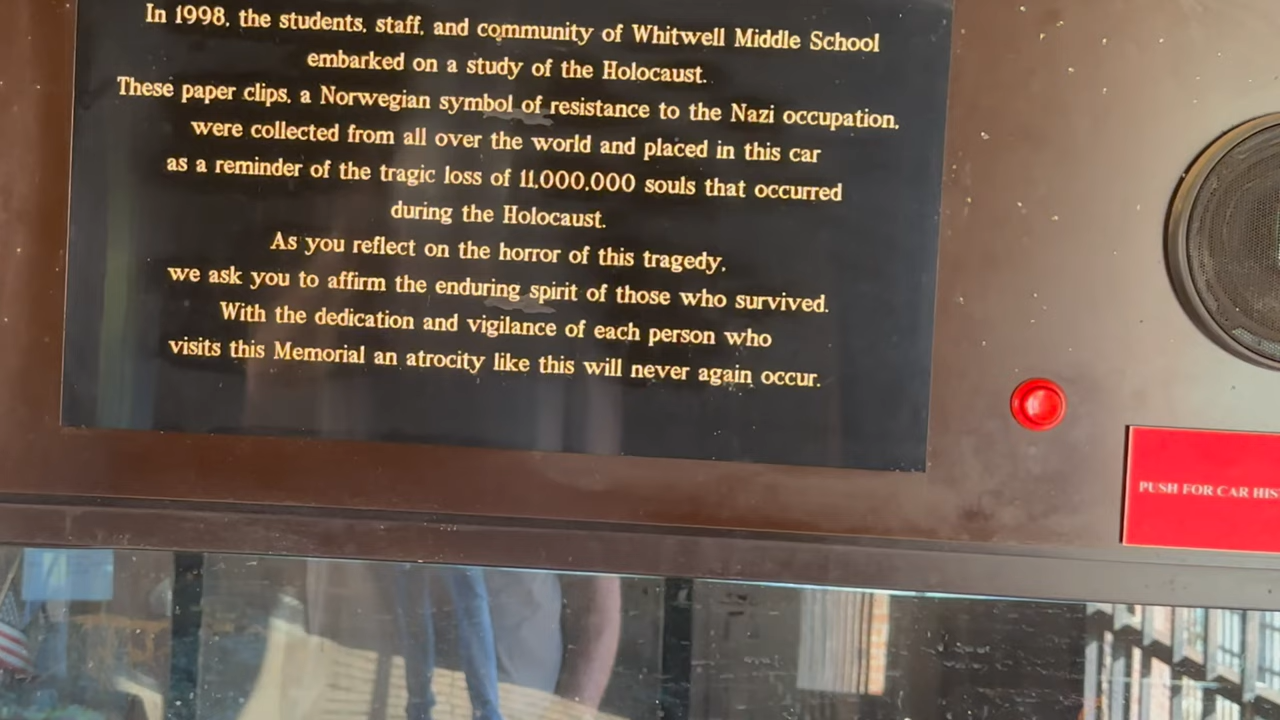 In 1998, the students, staff, and community of Whitwell Middle School
embarked on a study of the Holocaust.
These paper clips, a Norwegian symbol of resistance to the Nazi occupation,
were collected from all over the world and placed in this car
as a reminder of the tragic loss of 11,000,000 souls that occurred
during the Holocaust.
As you reflect on the horror of this tragedy,
we ask you to affirm the enduring spirit of those who survived.
With the dedication and vigilance of each person who
visits this Memorial an atrocity like this will never again occur.
PUSH FOR CAR HIS